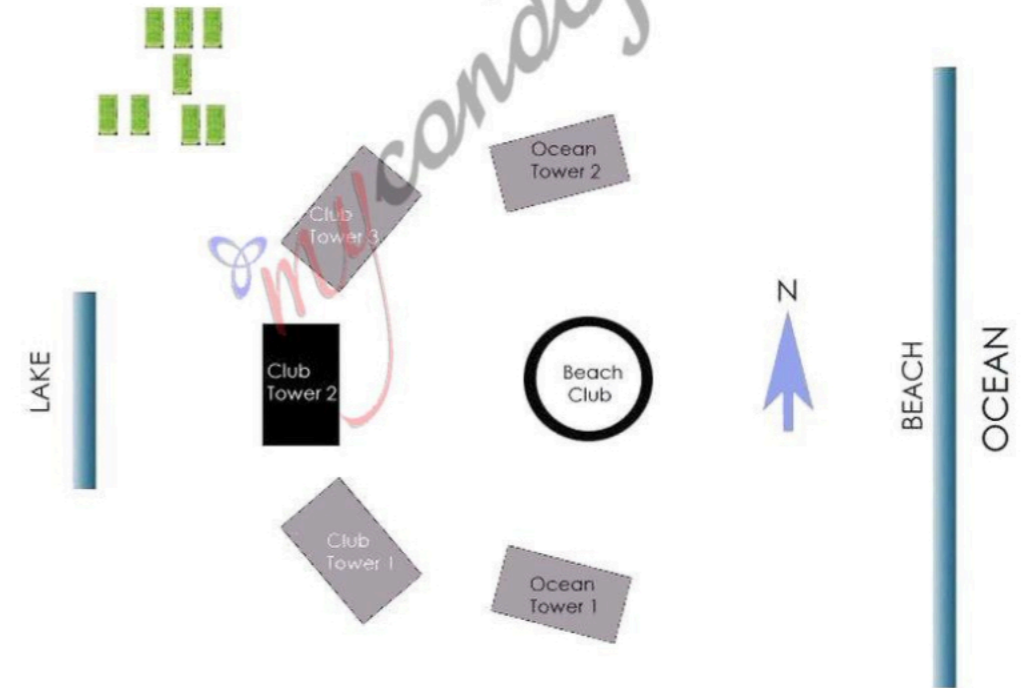 mycondo
Ocean
Tower 2
Club
Tower 3
N
LAKE
Club
Tower 2
Beach
Club
BEACH
OCEAN
Club
Tower 1
Ocean
Tower 1